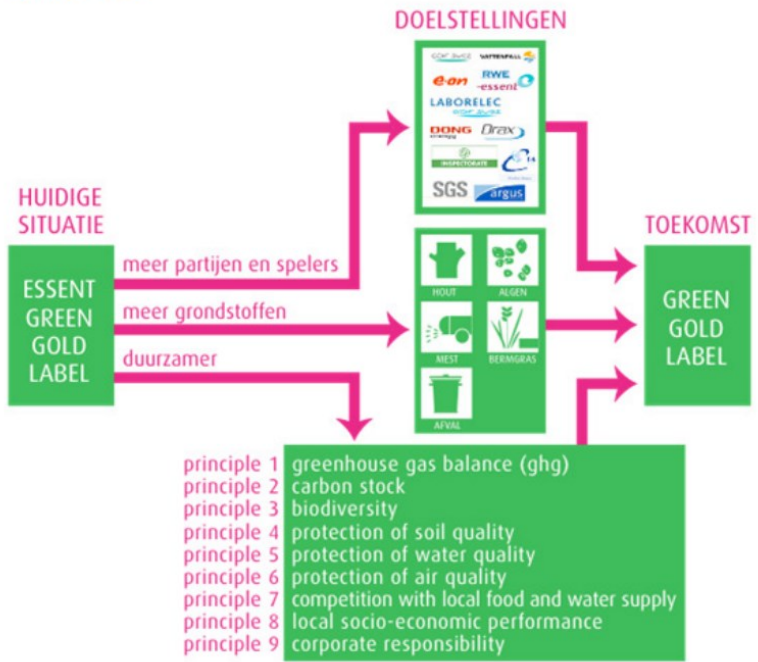 DOELSTELLINGEN
GDF SUEZ VATTENFALL
e·on RWE
-essent
LABORELEC
GDF SUEZ
DONG Drax
energy
INSPECTORATE
SGS argus
HUIDIGE
SITUATIE
ESSENT
GREEN
GOLD
LABEL
meer partijen en spelers
meer grondstoffen
duurzamer
HOUT ALGEN
MEST BERMGRAS
AFVAL
TOEKOMST
GREEN
GOLD
LABEL
principle 1 greenhouse gas balance (ghg)
principle 2 carbon stock
principle 3 biodiversity
principle 4 protection of soil quality
principle 5 protection of water quality
principle 6 protection of air quality
principle 7 competition with local food and water supply
principle 8 local socio-economic performance
principle 9 corporate responsibility